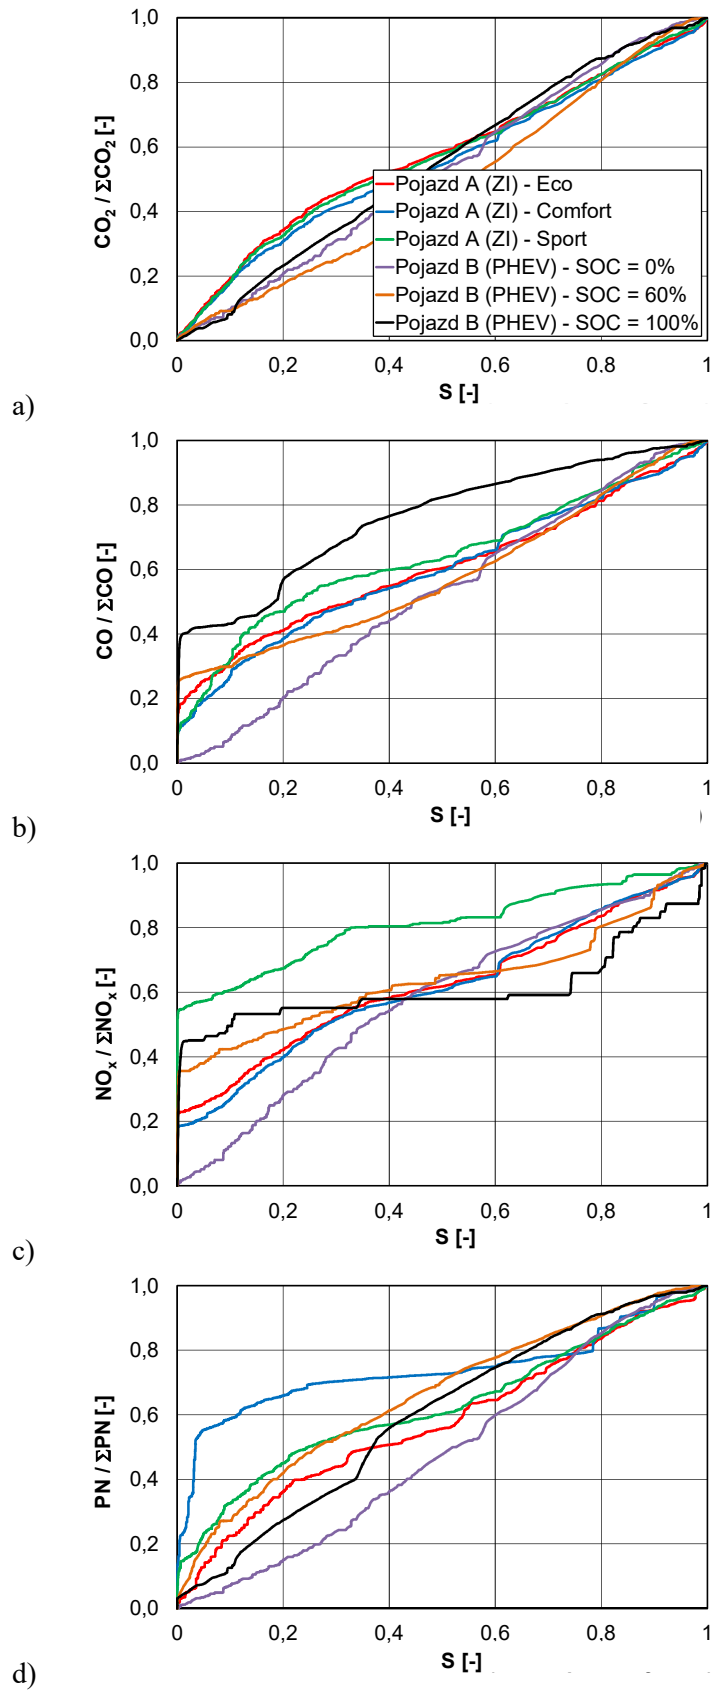 1,0
0,8
0,6
0,4
0,2
0,0
CO₂ / ΣCO₂ [-]
Pojazd A (ZI) - Eco
Pojazd A (ZI) - Comfort
Pojazd A (ZI) - Sport
Pojazd B (PHEV) - SOC = 0%
Pojazd B (PHEV) - SOC = 60%
Pojazd B (PHEV) - SOC = 100%
0 0,2 0,4 0,6 0,8 1
S [-]
a)
1,0
0,8
0,6
0,4
0,2
0,0
CO / ΣCO [-]
0 0,2 0,4 0,6 0,8 1
S [-]
b)
1,0
0,8
0,6
0,4
0,2
0,0
NOₓ / ΣNOₓ [-]
0 0,2 0,4 0,6 0,8 1
S [-]
c)
1,0
0,8
0,6
0,4
0,2
0,0
PN / ΣPN [-]
0 0,2 0,4 0,6 0,8 1
S [-]
d)